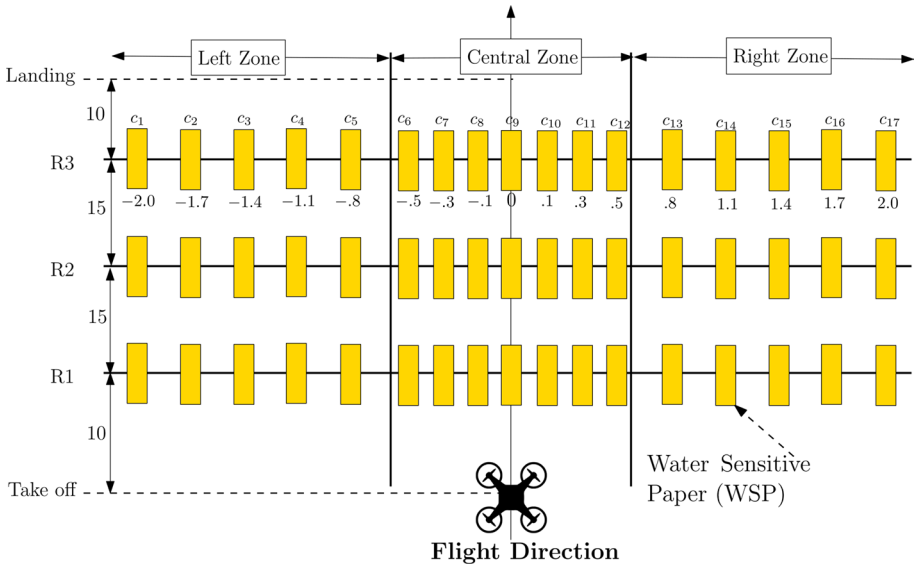 Left Zone Central Zone Right Zone
Landing
10
c₁ c₂ c₃ c₄ c₅ c₆ c₇ c₈ c₉ c₁₀ c₁₁ c₁₂ c₁₃ c₁₄ c₁₅ c₁₆ c₁₇
R3
−2.0 −1.7 −1.4 −1.1 −.8 −.5 −.3 −.1 0 .1 .3 .5 .8 1.1 1.4 1.7 2.0
15
R2
15
R1
10
Water Sensitive
Paper (WSP)
Take off
Flight Direction